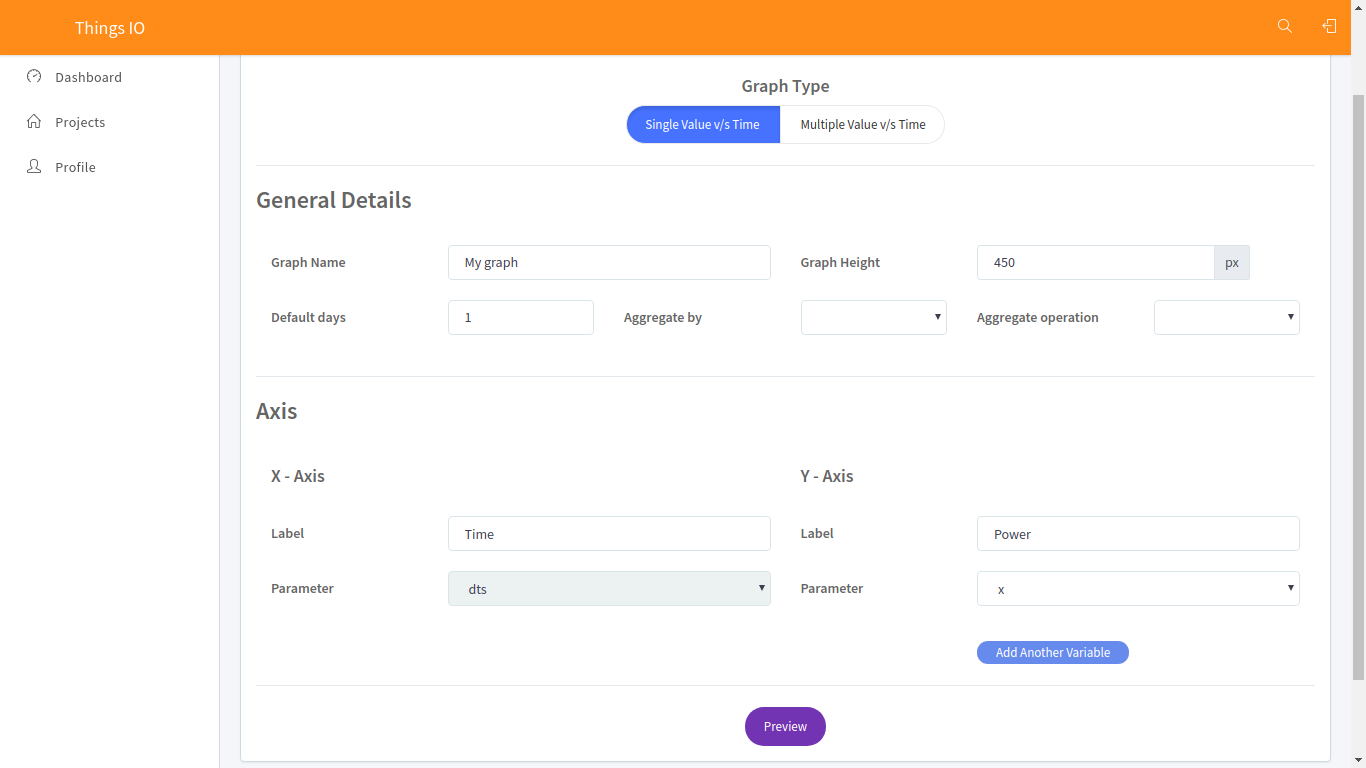 Things IO
Dashboard
Projects
Profile
Graph Type
Single Value v/s Time Multiple Value v/s Time
General Details
Graph Name My graph Graph Height 450 px
Default days 1 Aggregate by Aggregate operation
Axis
X - Axis Y - Axis
Label Time Label Power
Parameter dts Parameter x
Add Another Variable
Preview